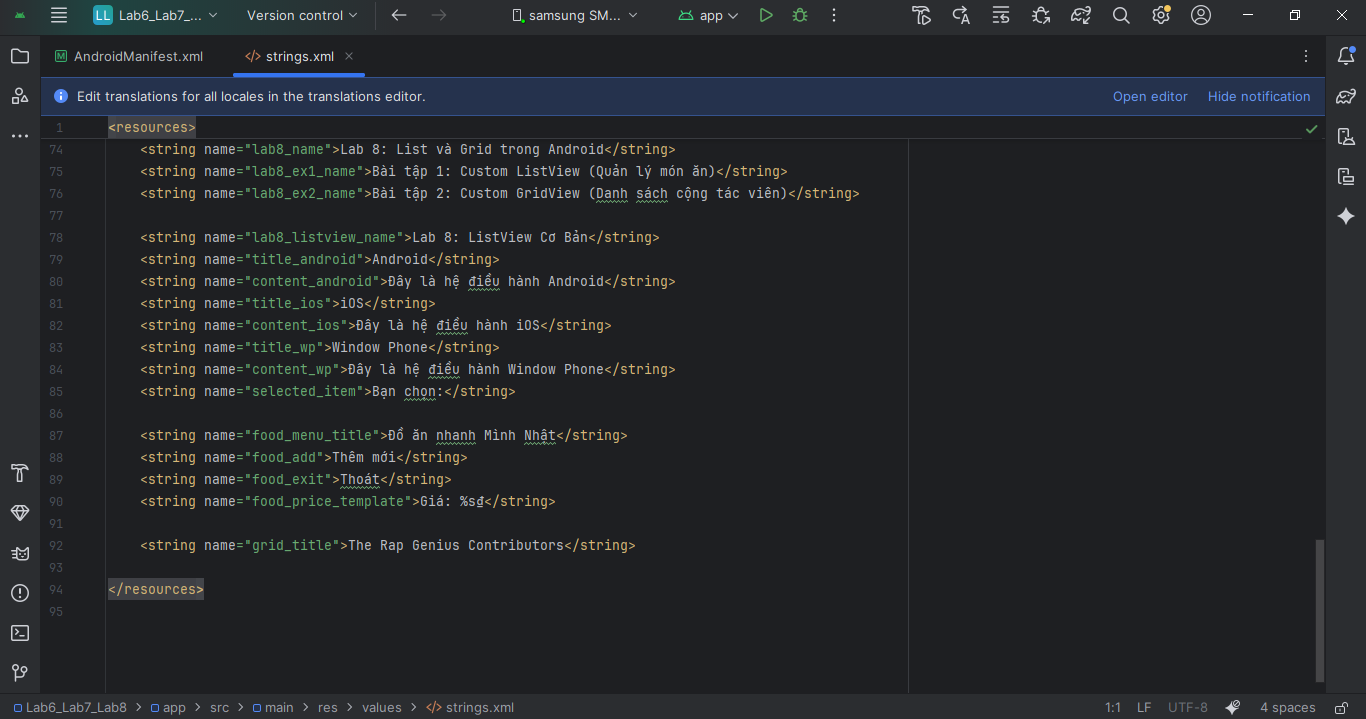 LL Lab6_Lab7_... Version control samsung SM... app
AndroidManifest.xml strings.xml
Edit translations for all locales in the translations editor. Open editor Hide notification
1 <resources>
74 <string name="lab8_name">Lab 8: List và Grid trong Android</string>
75 <string name="lab8_ex1_name">Bài tập 1: Custom ListView (Quản lý món ăn)</string>
76 <string name="lab8_ex2_name">Bài tập 2: Custom GridView (Danh sách cộng tác viên)</string>
77
78 <string name="lab8_listview_name">Lab 8: ListView Cơ Bản</string>
79 <string name="title_android">Android</string>
80 <string name="content_android">Đây là hệ điều hành Android</string>
81 <string name="title_ios">iOS</string>
82 <string name="content_ios">Đây là hệ điều hành iOS</string>
83 <string name="title_wp">Window Phone</string>
84 <string name="content_wp">Đây là hệ điều hành Window Phone</string>
85 <string name="selected_item">Bạn chọn:</string>
86
87 <string name="food_menu_title">Đồ ăn nhanh Minh Nhật</string>
88 <string name="food_add">Thêm mới</string>
89 <string name="food_exit">Thoát</string>
90 <string name="food_price_template">Giá: %s₫</string>
91
92 <string name="grid_title">The Rap Genius Contributors</string>
93
94 </resources>
95
Lab6_Lab7_Lab8 > app > src > main > res > values > strings.xml 1:1 LF UTF-8 4 spaces